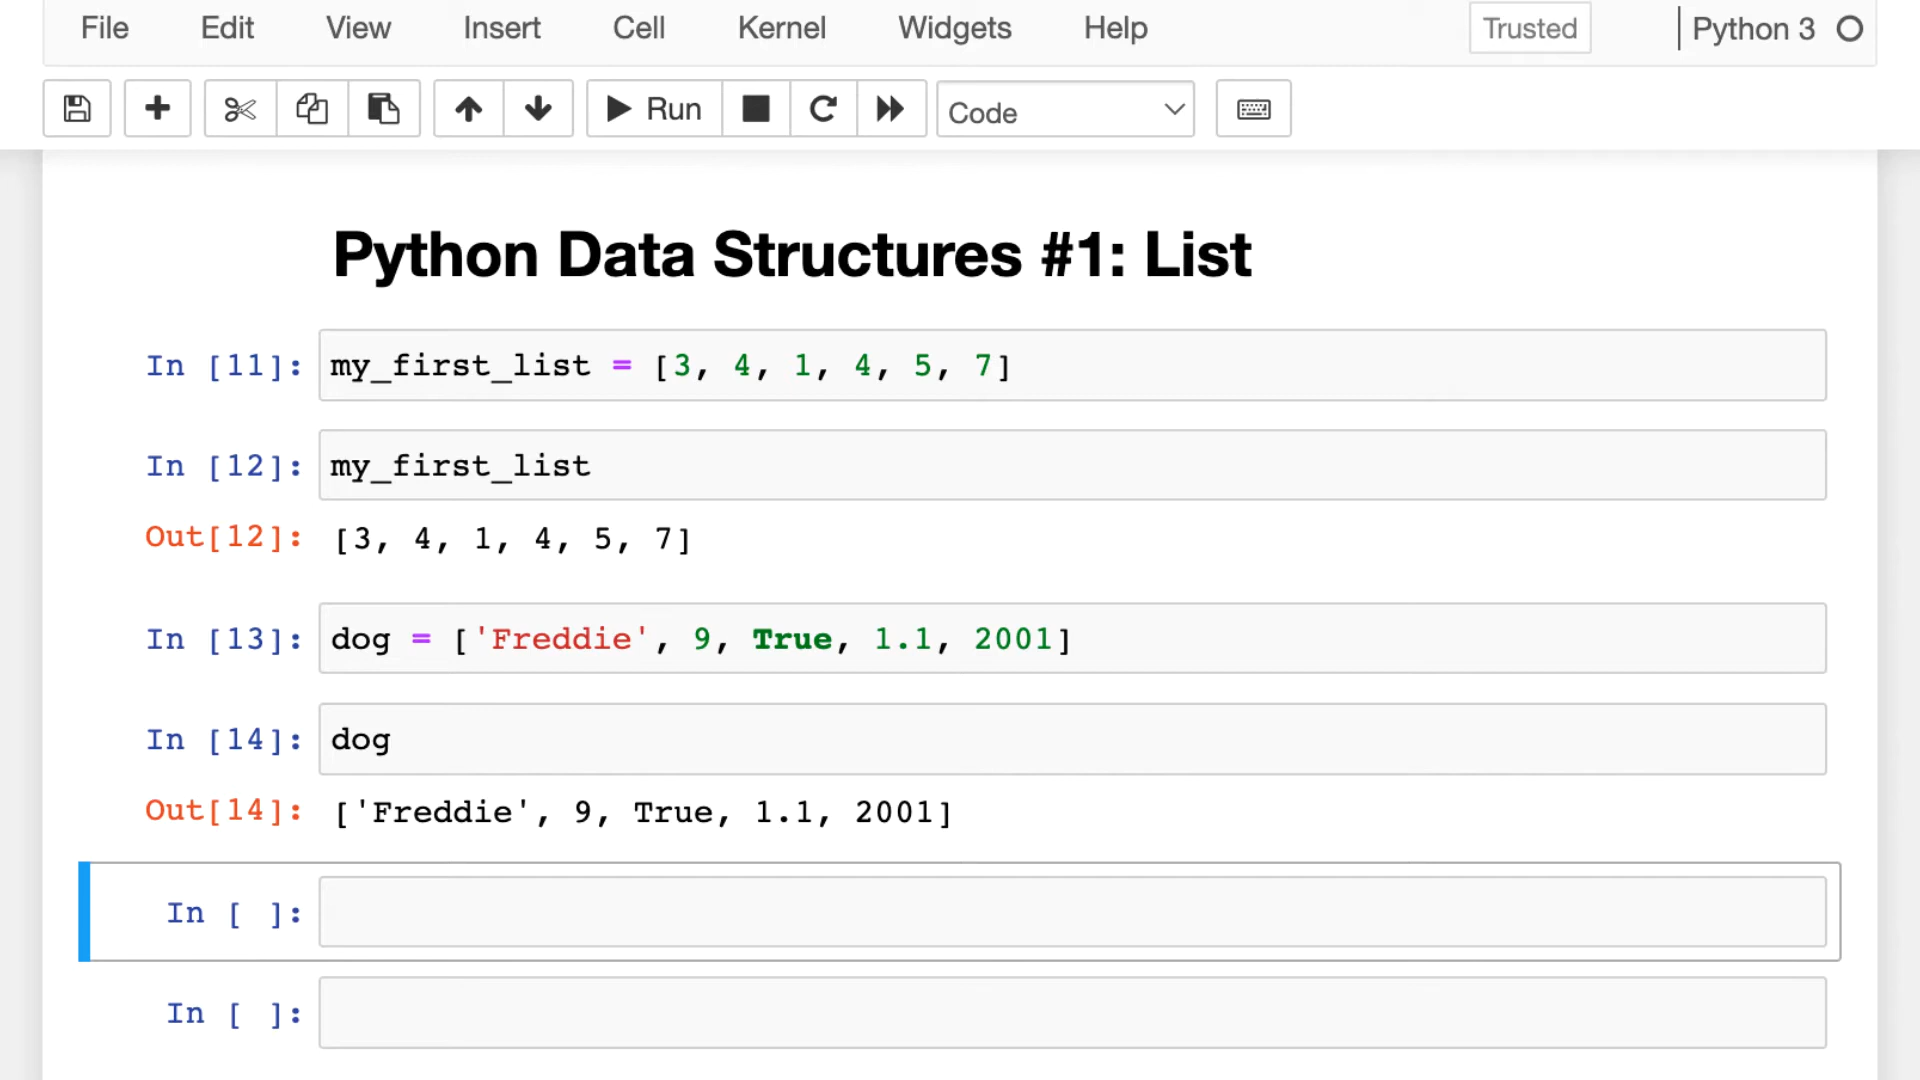 File Edit View Insert Cell Kernel Widgets Help Trusted Python 3
Run Code
Python Data Structures #1: List
In [11]: my_first_list = [3, 4, 1, 4, 5, 7]
In [12]: my_first_list
Out[12]: [3, 4, 1, 4, 5, 7]
In [13]: dog = ['Freddie', 9, True, 1.1, 2001]
In [14]: dog
Out[14]: ['Freddie', 9, True, 1.1, 2001]
In [ ]:
In [ ]: